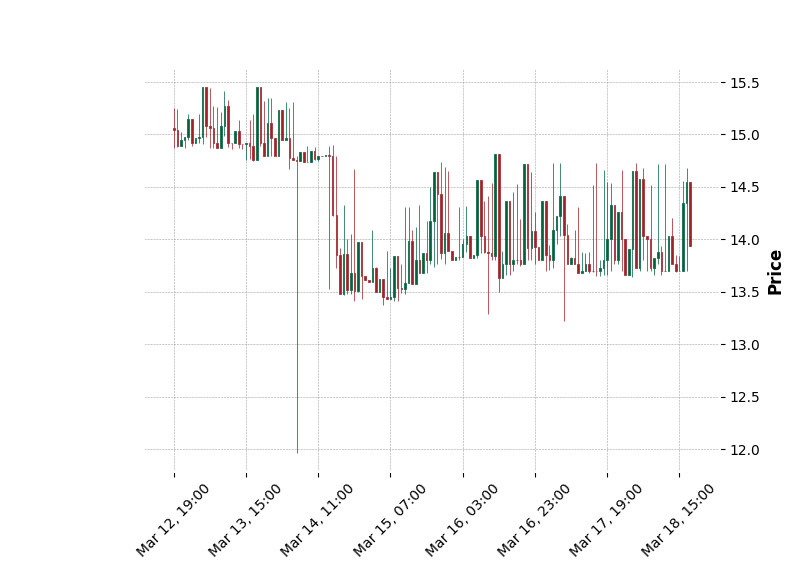 15.5
15.0
14.5
14.0
13.5
13.0
12.5
12.0
Price
Mar 12, 19:00
Mar 13, 15:00
Mar 14, 11:00
Mar 15, 07:00
Mar 16, 03:00
Mar 16, 23:00
Mar 17, 19:00
Mar 18, 15:00